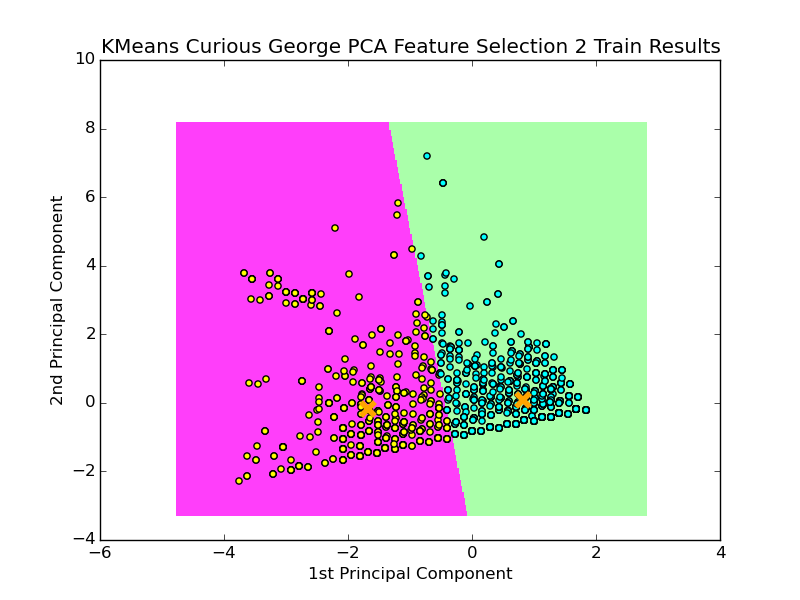 KMeans Curious George PCA Feature Selection 2 Train Results
10
8
6
4
2
0
−2
−4
2nd Principal Component
−6 −4 −2 0 2 4
1st Principal Component